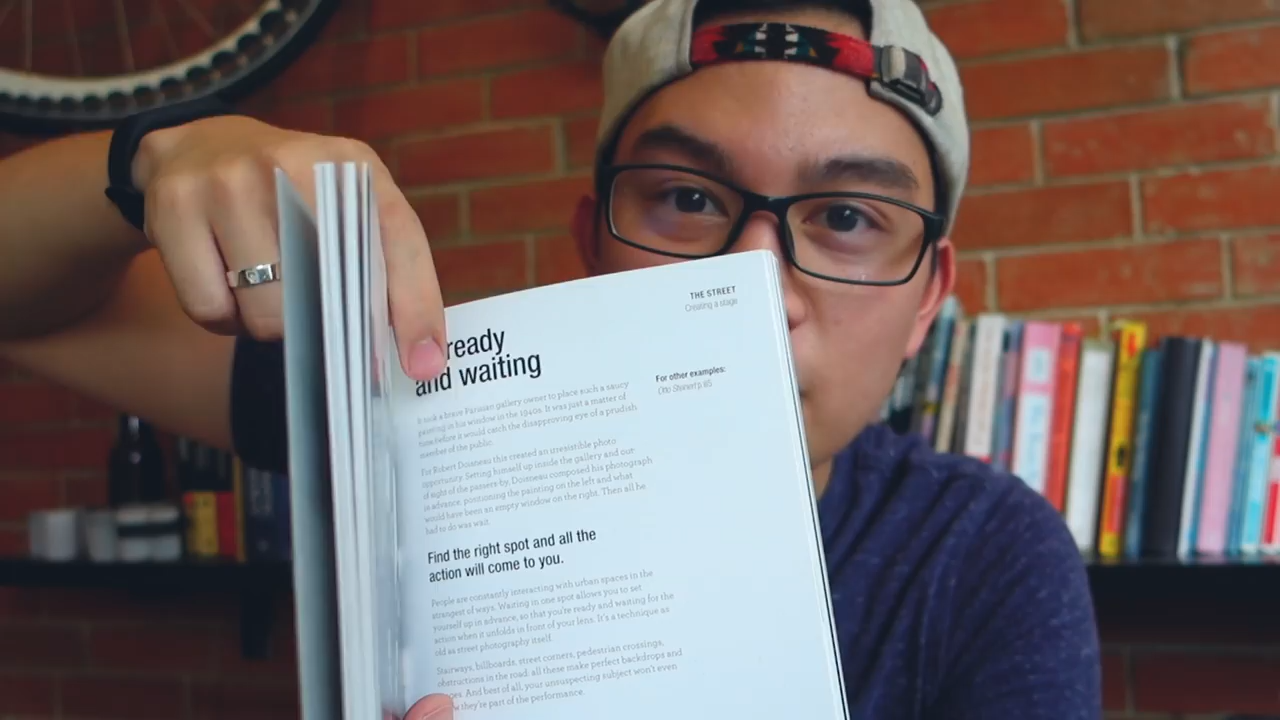 THE STREET
Creating a stage
ready
and waiting
For other examples:
Otto Steinert p.85
It took a brave Parisian gallery owner to place such a saucy
painting in his window in the 1940s. It was just a matter of
time before it would catch the disapproving eye of a prudish
member of the public.
For Robert Doisneau this created an irresistible photo
opportunity. Setting himself up inside the gallery and out
of sight of the passers-by, Doisneau composed his photograph
in advance, positioning the painting on the left and what
would have been an empty window on the right. Then all he
had to do was wait.
Find the right spot and all the
action will come to you.
People are constantly interacting with urban spaces in the
strangest of ways. Waiting in one spot allows you to set
yourself up in advance, so that you're ready and waiting for the
action when it unfolds in front of your lens. It's a technique as
old as street photography itself.
Stairways, billboards, street corners, pedestrian crossings,
obstructions in the road: all these make perfect backdrops and
And best of all, your unsuspecting subject won't even
they're part of the performance.